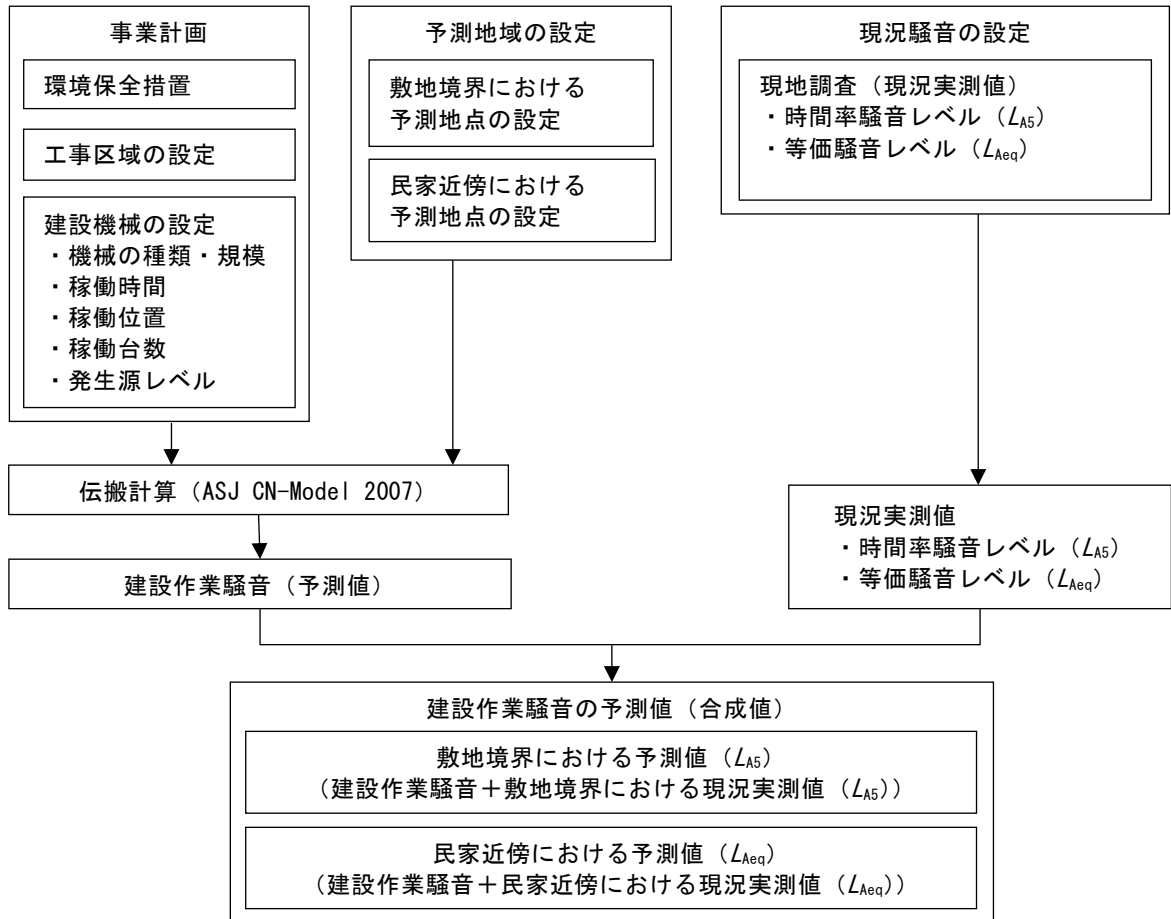 事業計画
環境保全措置
工事区域の設定
建設機械の設定
・機械の種類・規模
・稼働時間
・稼働位置
・稼働台数
・発生源レベル
予測地域の設定
敷地境界における
予測地点の設定
民家近傍における
予測地点の設定
現況騒音の設定
現地調査（現況実測値）
・時間率騒音レベル（LA5）
・等価騒音レベル（LAeq）
伝搬計算（ASJ CN-Model 2007）
建設作業騒音（予測値）
現況実測値
・時間率騒音レベル（LA5）
・等価騒音レベル（LAeq）
建設作業騒音の予測値（合成値）
敷地境界における予測値（LA5）
（建設作業騒音＋敷地境界における現況実測値（LA5））
民家近傍における予測値（LAeq）
（建設作業騒音＋民家近傍における現況実測値（LAeq））